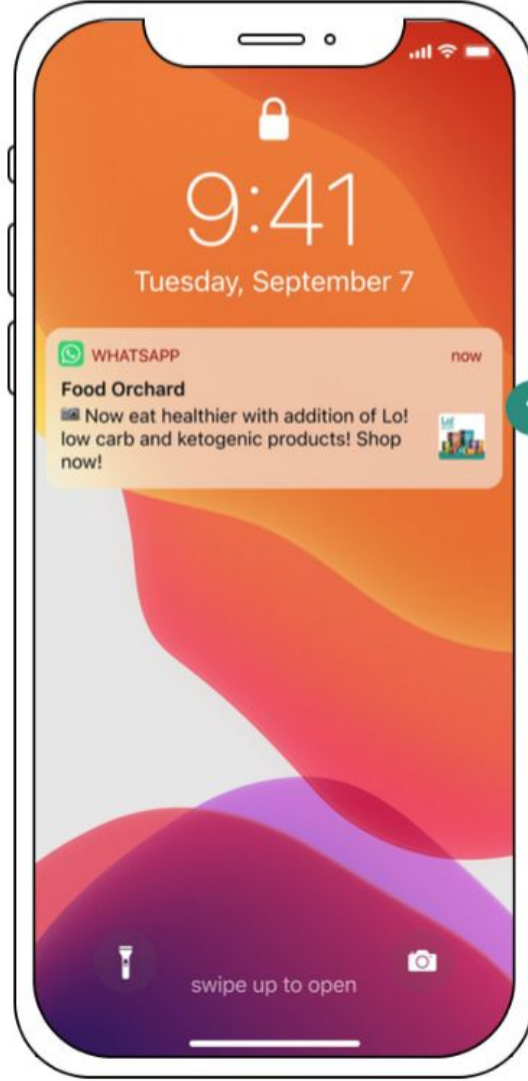 9:41
Tuesday, September 7
WHATSAPP now
Food Orchard
📷 Now eat healthier with addition of Lo!
low carb and ketogenic products! Shop
now!
Lo!
swipe up to open